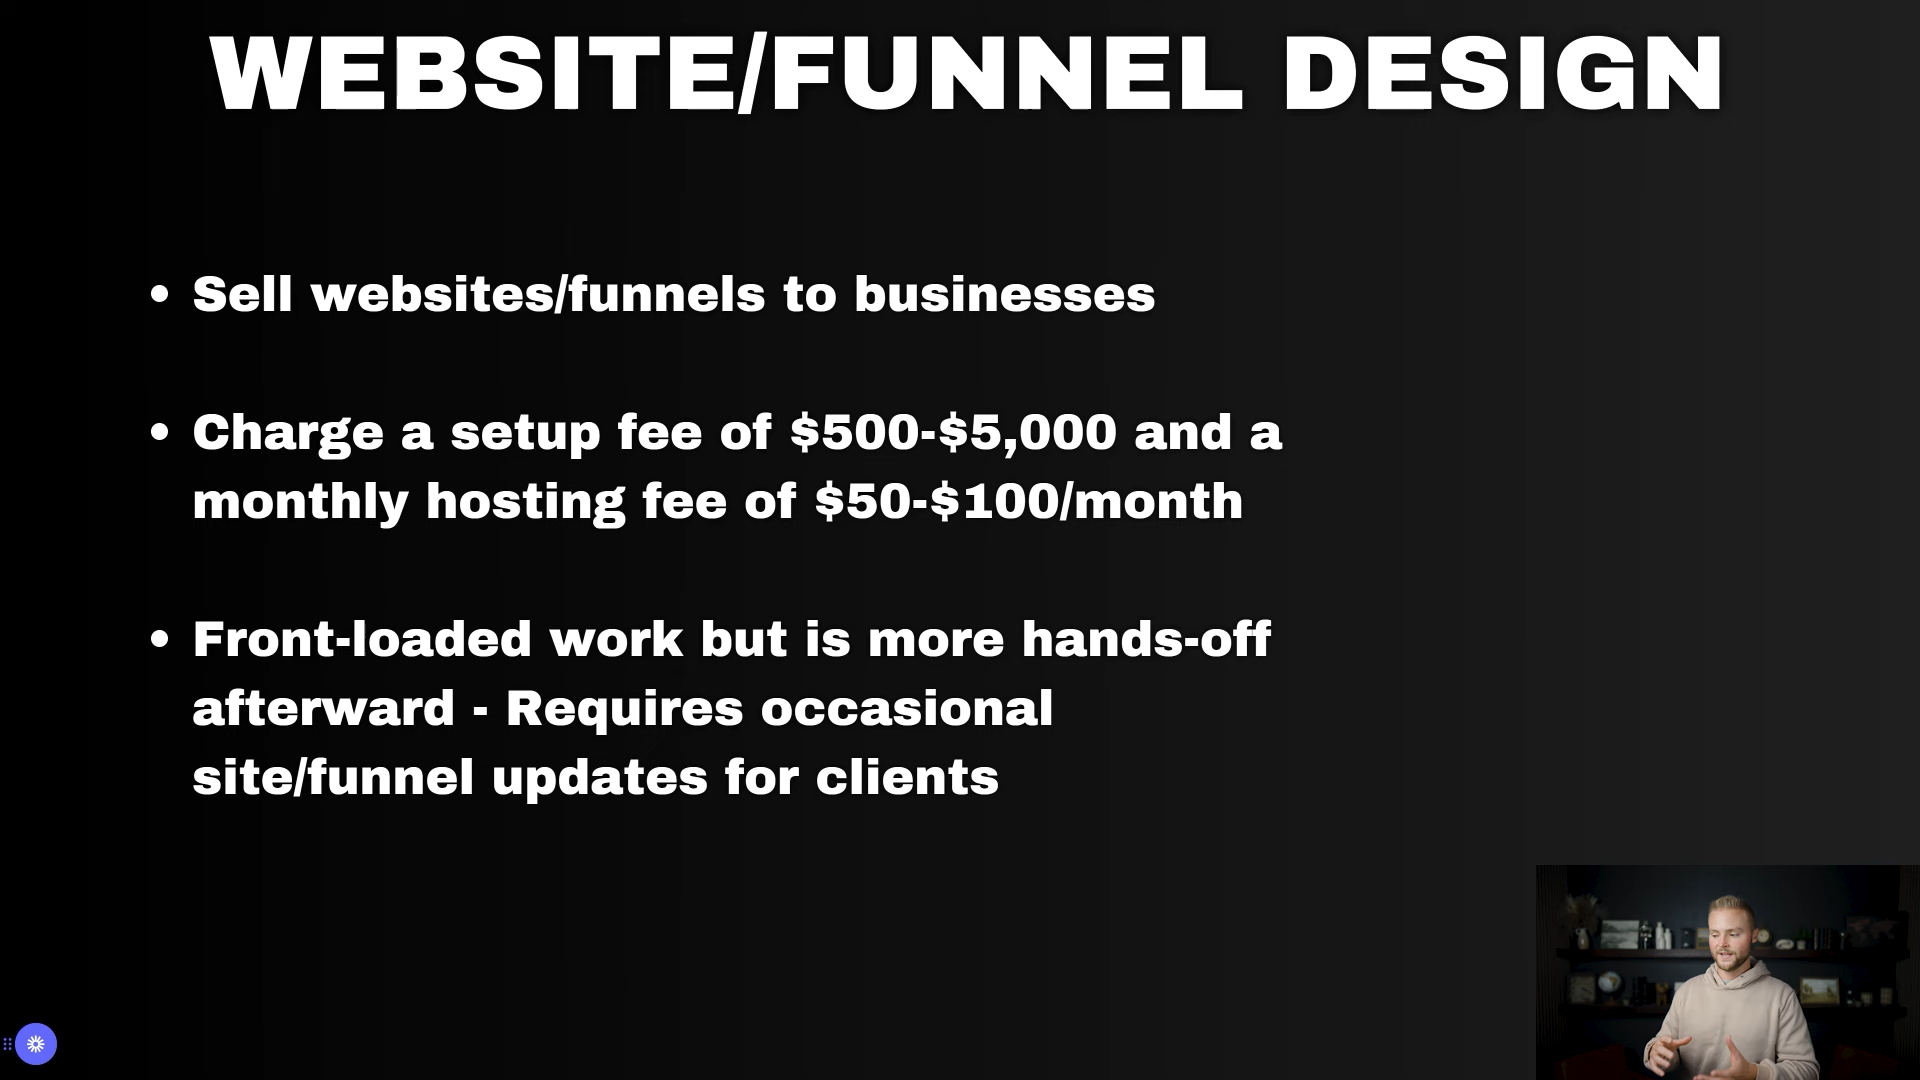 WEBSITE/FUNNEL DESIGN
• Sell websites/funnels to businesses
• Charge a setup fee of $500-$5,000 and a
monthly hosting fee of $50-$100/month
• Front-loaded work but is more hands-off
afterward - Requires occasional
site/funnel updates for clients